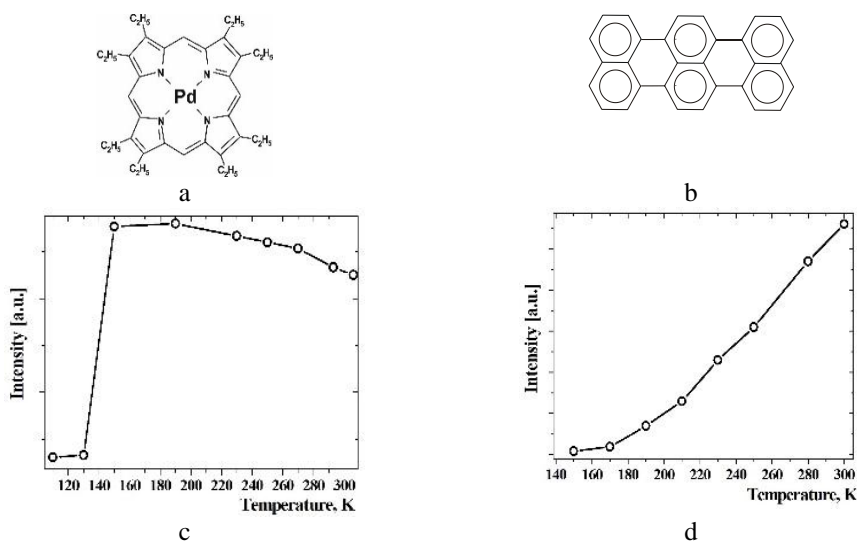 C₂H₅ C₂H₅
C₂H₅ C₂H₅
N N
Pd
N N
C₂H₅ C₂H₅
C₂H₅ C₂H₅
a
b
Intensity [a.u.]
120 140 160 180 200 220 240 260 280 300
Temperature, K
c
Intensity [a.u.]
140 160 180 200 220 240 260 280 300
Temperature, K
d